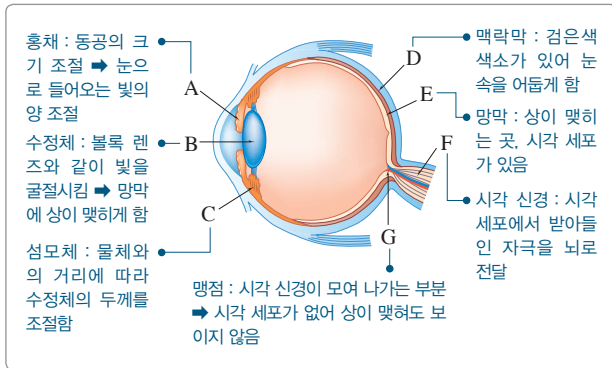 홍채 : 동공의 크
기 조절 ➡ 눈으
로 들어오는 빛의
양 조절
A
수정체 : 볼록 렌
즈와 같이 빛을
굴절시킴 ➡ 망막
에 상이 맺히게 함
B
섬모체 : 물체와
의 거리에 따라
수정체의 두께를
조절함
C
D
맥락막 : 검은색
색소가 있어 눈
속을 어둡게 함
E
망막 : 상이 맺히
는 곳, 시각 세포
가 있음
F
시각 신경 : 시각
세포에서 받아들
인 자극을 뇌로
전달
G
맹점 : 시각 신경이 모여 나가는 부분
➡ 시각 세포가 없어 상이 맺혀도 보
이지 않음